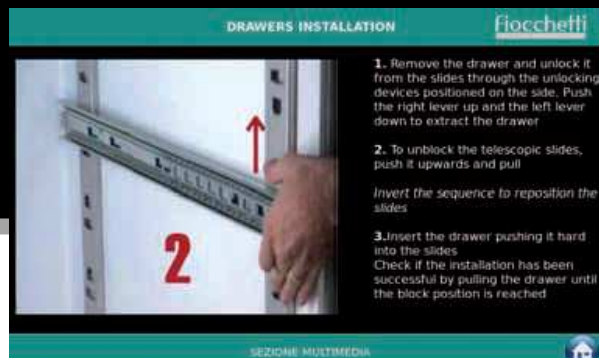 DRAWERS INSTALLATION
fiocchetti
1. Remove the drawer and unlock it
from the slides through the unlocking
devices positioned on the side. Push
the right lever up and the left lever
down to extract the drawer
2. To unblock the telescopic slides,
push it upwards and pull
Invert the sequence to reposition the
slides
3.Insert the drawer pushing it hard
into the slides
Check if the installation has been
successful by pulling the drawer until
the block position is reached
2
SEZIONE MULTIMEDIA